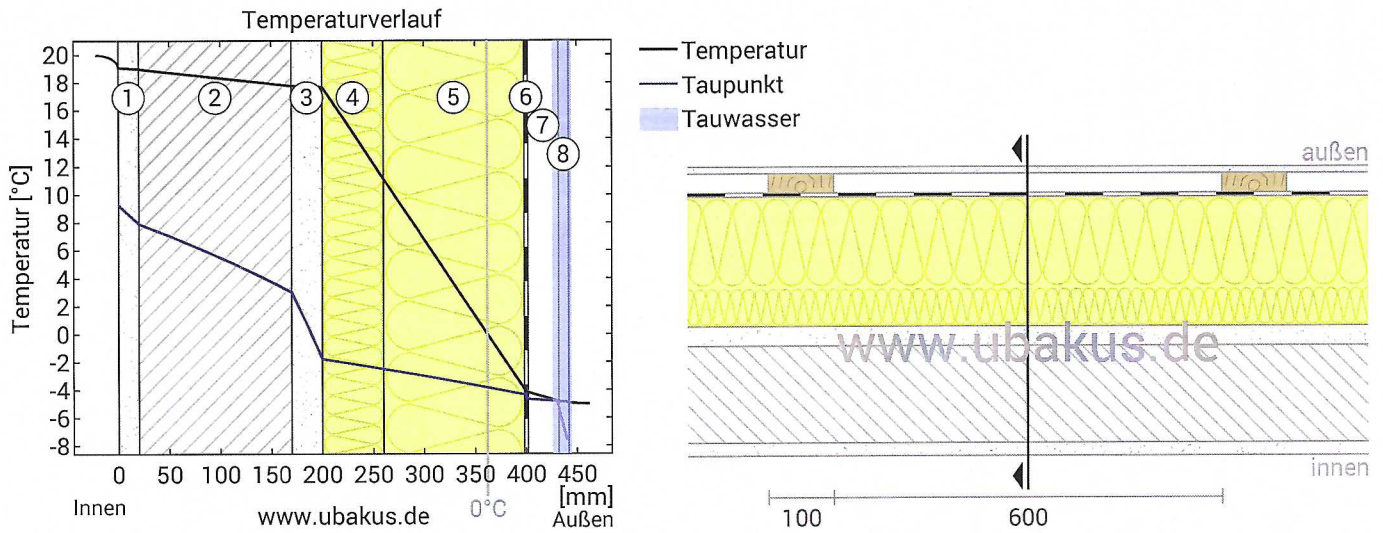 Temperaturverlauf
Temperatur [°C]
20
18
16
14
12
10
8
6
4
2
0
-2
-4
-6
-8
1
2
3
4
5
6
7
8
0 50 100 150 200 250 300 350 400 450
[mm]
Innen
www.ubakus.de
0°C
Außen
Temperatur
Taupunkt
Tauwasser
außen
www.ubakus.de
innen
100
600